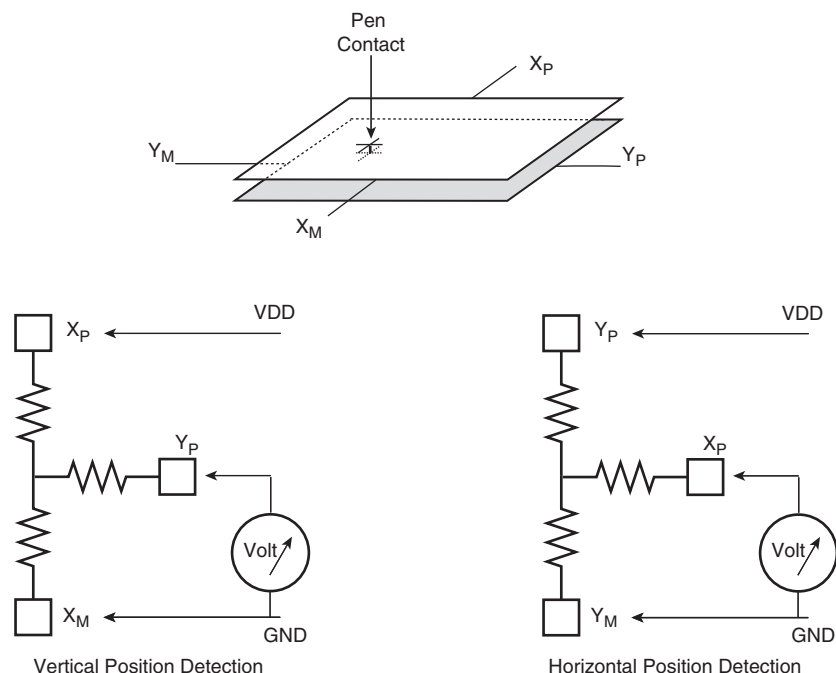 Pen
Contact
X_P
Y_M
Y_P
X_M
X_P
VDD
Y_P
Volt
X_M
GND
Vertical Position Detection
Y_P
VDD
X_P
Volt
Y_M
GND
Horizontal Position Detection